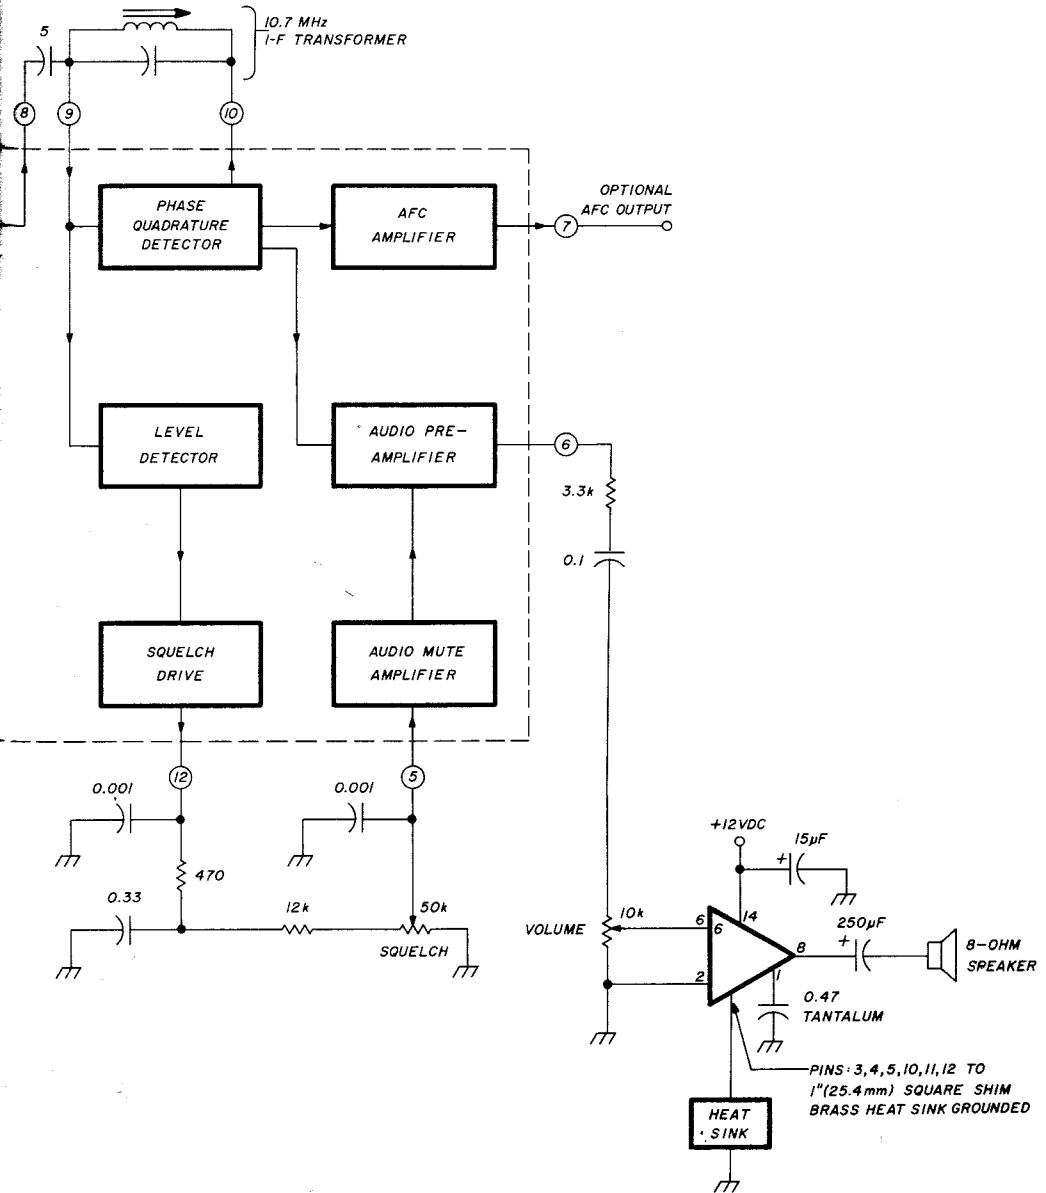 10.7 MHz
I-F TRANSFORMER
5
8
9
10
PHASE
QUADRATURE
DETECTOR
AFC
AMPLIFIER
7
OPTIONAL
AFC OUTPUT
LEVEL
DETECTOR
AUDIO PRE-
AMPLIFIER
6
3.3k
0.1
SQUELCH
DRIVE
AUDIO MUTE
AMPLIFIER
12
5
0.001
0.001
470
0.33
12k
50k
SQUELCH
+12VDC
15µF
+
VOLUME
10k
6
6
14
2
8
1
250µF
+
8-OHM
SPEAKER
0.47
TANTALUM
PINS: 3,4,5,10,11,12 TO
1"(25.4mm) SQUARE SHIM
BRASS HEAT SINK GROUNDED
HEAT
SINK